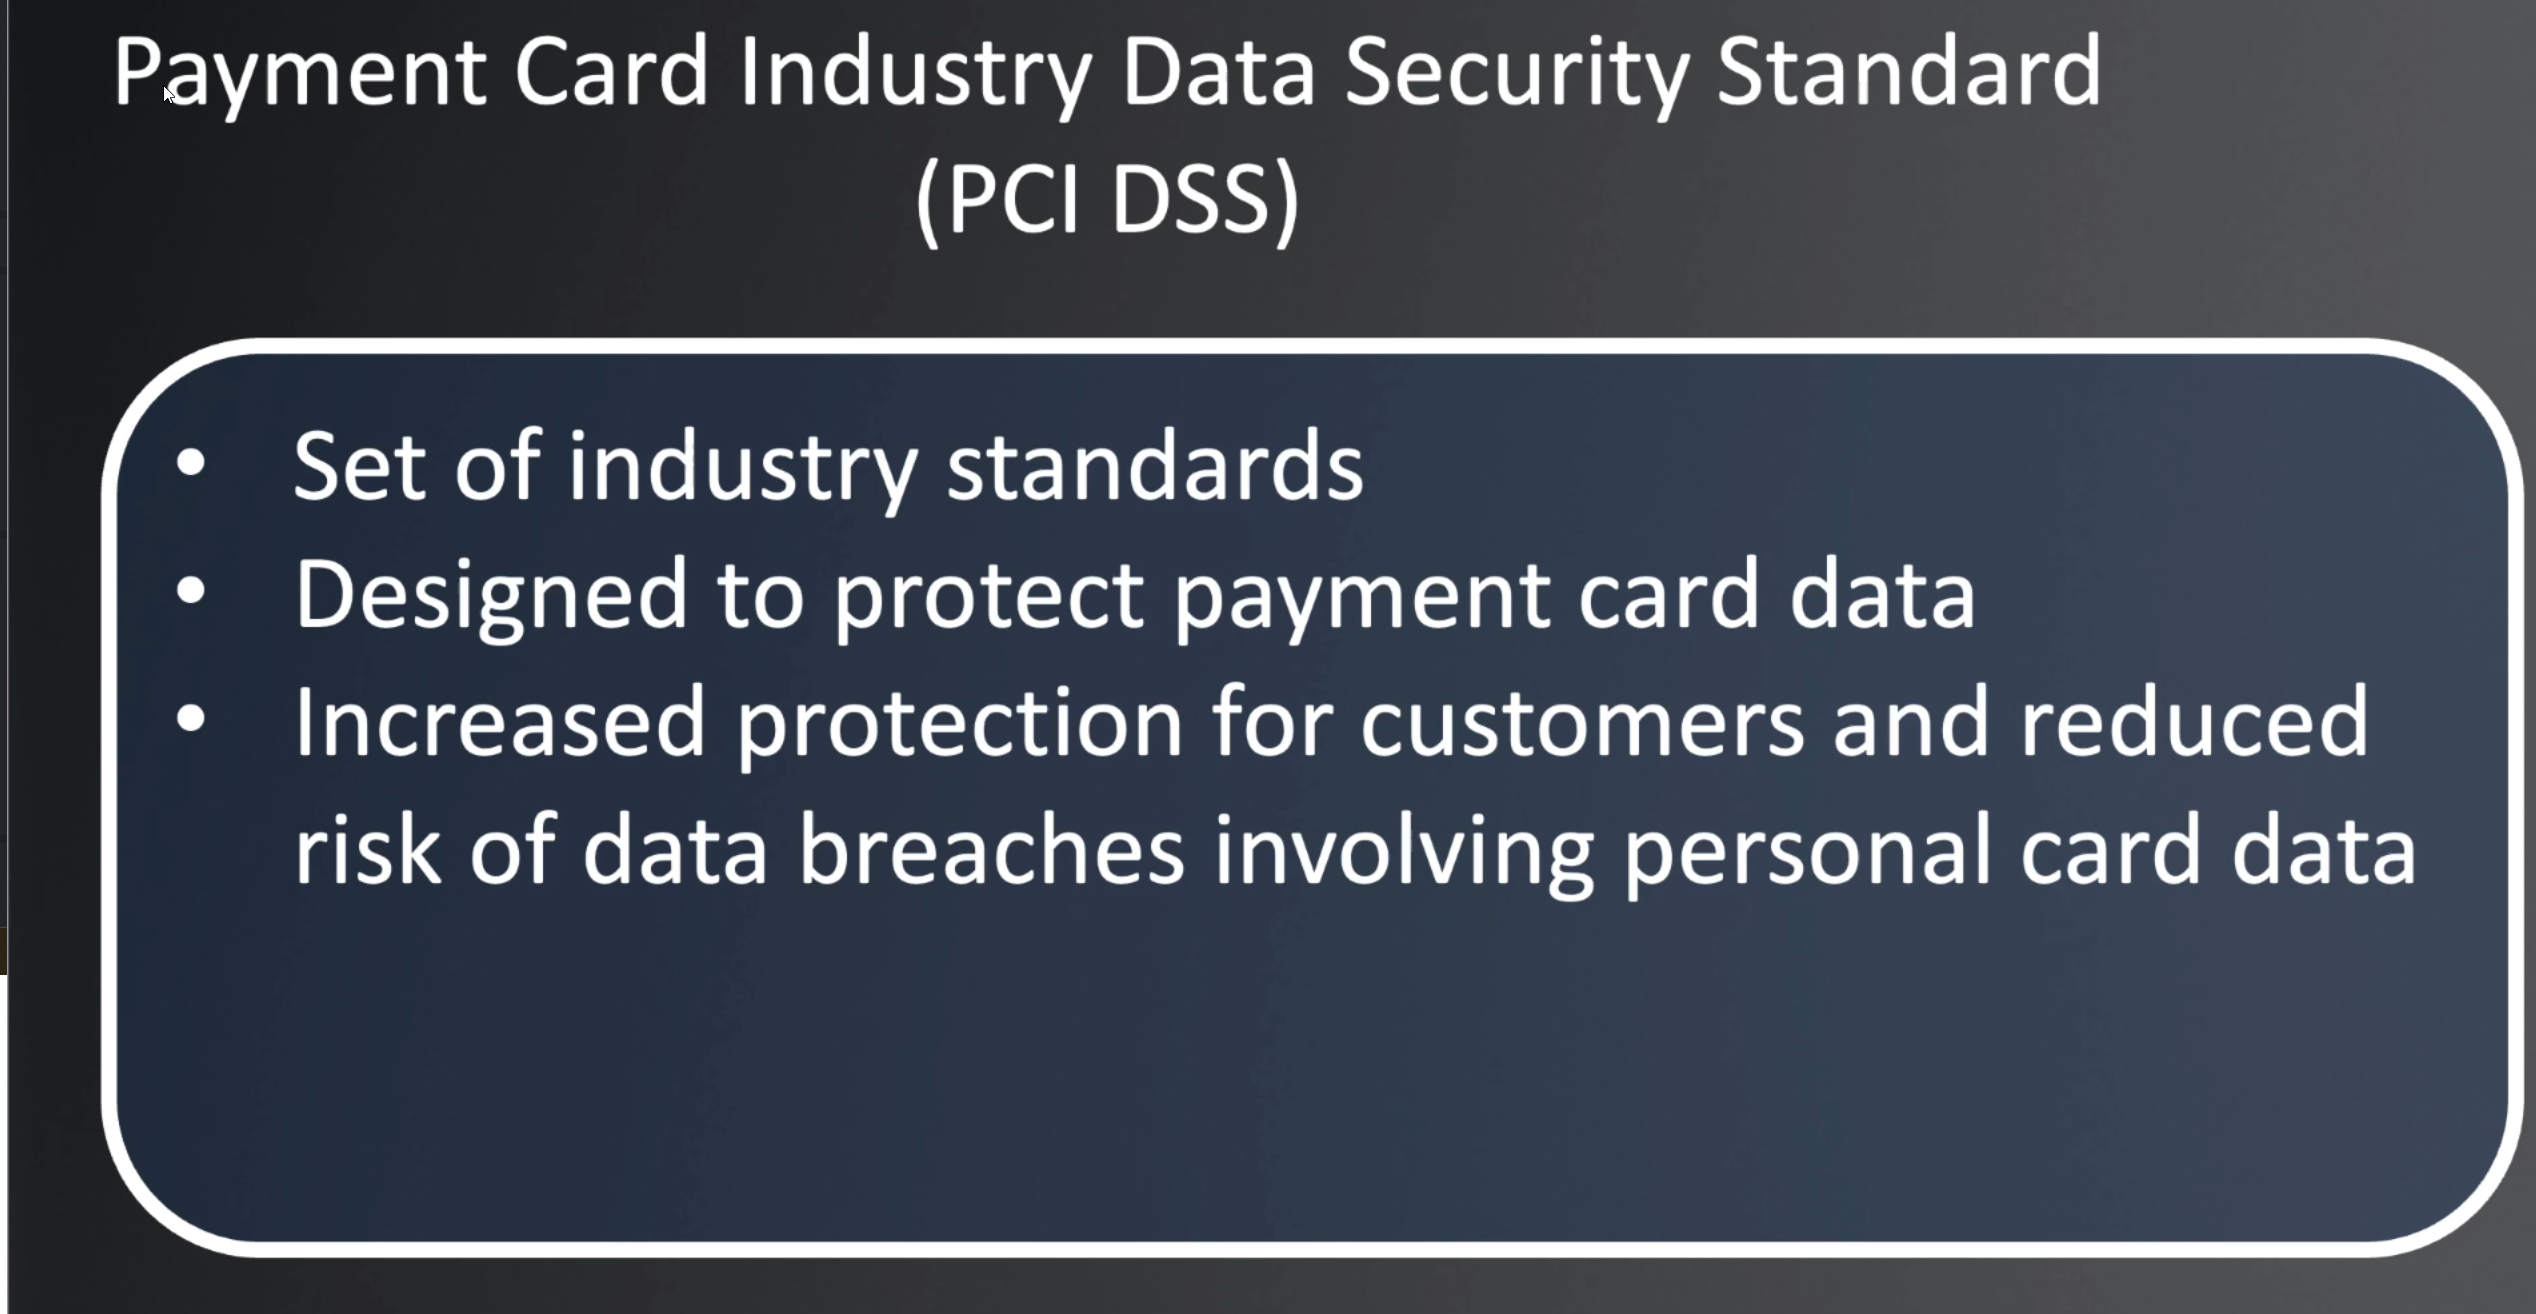 Payment Card Industry Data Security Standard
(PCI DSS)
• Set of industry standards
• Designed to protect payment card data
• Increased protection for customers and reduced
risk of data breaches involving personal card data